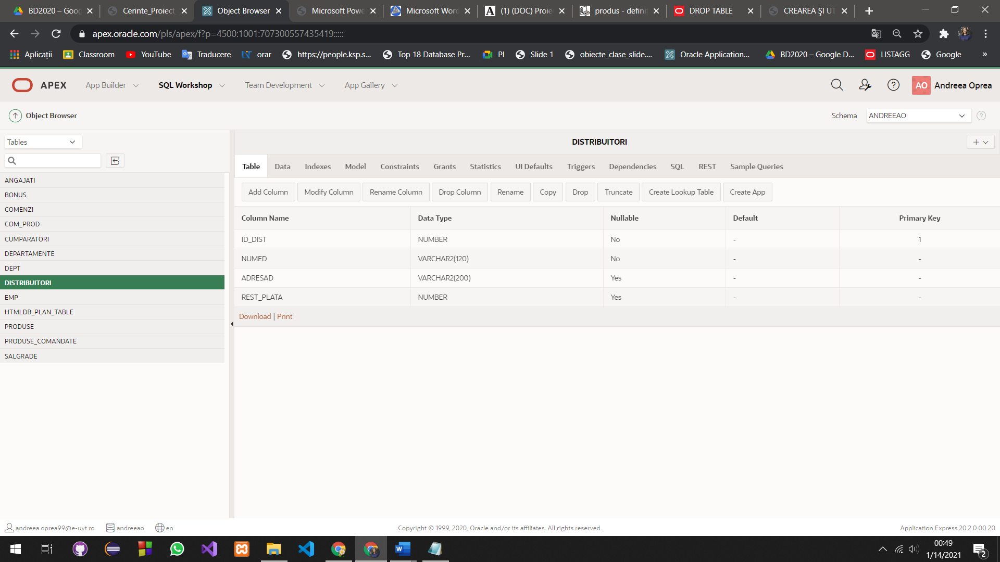 BD2020 – Goog
Cerinte_Proiect
Object Browser
Microsoft Powe
Microsoft Word
(1) (DOC) Proie
produs - definit
DROP TABLE
CREAREA ŞI UT
apex.oracle.com/pls/apex/f?p=4500:1001:707300557435419:::::
Aplicații
Classroom
YouTube
Traducere
orar
https://people.ksp.s...
Top 18 Database Pr...
PI
Slide 1
obiecte_clase_slide....
Oracle Application...
BD2020 – Google D...
LISTAGG
Google
»
APEX
App Builder
SQL Workshop
Team Development
App Gallery
AO
Andreea Oprea
Object Browser
Schema
ANDREEAO
Tables
DISTRIBUITORI
Table
Data
Indexes
Model
Constraints
Grants
Statistics
UI Defaults
Triggers
Dependencies
SQL
REST
Sample Queries
ANGAJATI
BONUS
COMENZI
COM_PROD
CUMPARATORI
DEPARTAMENTE
DEPT
DISTRIBUITORI
EMP
HTMLDB_PLAN_TABLE
PRODUSE
PRODUSE_COMANDATE
SALGRADE
Add Column
Modify Column
Rename Column
Drop Column
Rename
Copy
Drop
Truncate
Create Lookup Table
Create App
Column Name Data Type Nullable Default Primary Key
ID_DIST NUMBER No - 1
NUMED VARCHAR2(120) No - -
ADRESAD VARCHAR2(200) Yes - -
REST_PLATA NUMBER Yes - -
Download | Print
andreea.oprea99@e-uvt.ro
andreeao
en
Copyright © 1999, 2020, Oracle and/or its affiliates. All rights reserved.
Application Express 20.2.0.00.20
00:49
1/14/2021
2